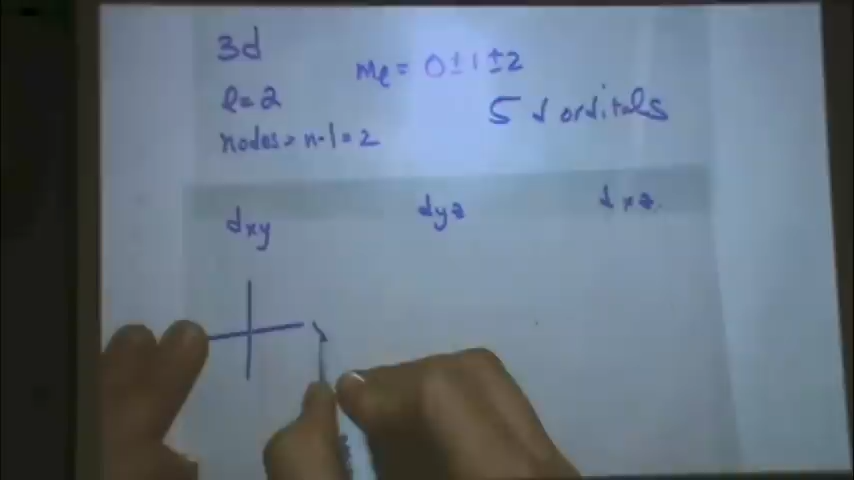 3d
mℓ = 0 ± 1 ± 2
ℓ = 2
5 d orbitals
nodes > n-1 = 2
dxy dyz dxz